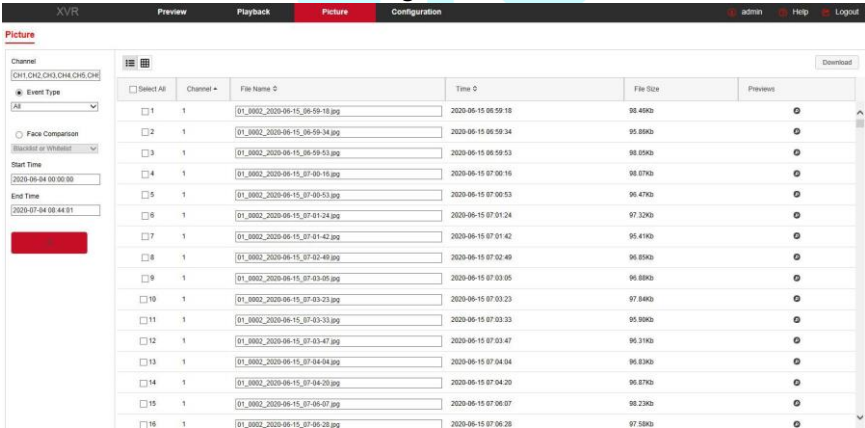 XVR Preview Playback Picture Configuration admin Help Logout
Picture
Channel
CH1,CH2,CH3,CH4,CH5,CH6
Event Type
All
Face Comparison
Blacklist or Whitelist
Start Time
2020-06-04 00:00:00
End Time
2020-07-04 08:44:01
Download
Select All Channel File Name Time File Size Previews
1 1 01_0002_2020-06-15_06-59-18.jpg 2020-06-15 06:59:18 98.46Kb
2 1 01_0002_2020-06-15_06-59-34.jpg 2020-06-15 06:59:34 95.86Kb
3 1 01_0002_2020-06-15_06-59-53.jpg 2020-06-15 06:59:53 98.05Kb
4 1 01_0002_2020-06-15_07-00-16.jpg 2020-06-15 07:00:16 98.07Kb
5 1 01_0002_2020-06-15_07-00-53.jpg 2020-06-15 07:00:53 96.47Kb
6 1 01_0002_2020-06-15_07-01-24.jpg 2020-06-15 07:01:24 97.32Kb
7 1 01_0002_2020-06-15_07-01-42.jpg 2020-06-15 07:01:42 95.41Kb
8 1 01_0002_2020-06-15_07-02-49.jpg 2020-06-15 07:02:49 96.85Kb
9 1 01_0002_2020-06-15_07-03-05.jpg 2020-06-15 07:03:05 96.88Kb
10 1 01_0002_2020-06-15_07-03-23.jpg 2020-06-15 07:03:23 97.84Kb
11 1 01_0002_2020-06-15_07-03-33.jpg 2020-06-15 07:03:33 95.90Kb
12 1 01_0002_2020-06-15_07-03-47.jpg 2020-06-15 07:03:47 96.31Kb
13 1 01_0002_2020-06-15_07-04-04.jpg 2020-06-15 07:04:04 96.83Kb
14 1 01_0002_2020-06-15_07-04-20.jpg 2020-06-15 07:04:20 96.87Kb
15 1 01_0002_2020-06-15_07-06-07.jpg 2020-06-15 07:06:07 98.23Kb
16 1 01_0002_2020-06-15_07-06-28.jpg 2020-06-15 07:06:28 97.58Kb